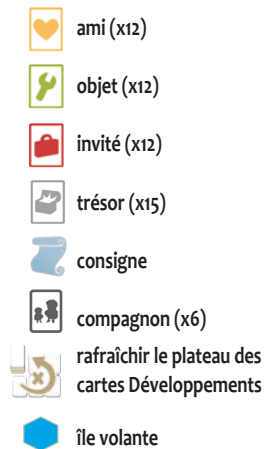 ami (x12)
objet (x12)
invité (x12)
trésor (x15)
consigne
compagnon (x6)
rafraîchir le plateau des
cartes Développements
île volante